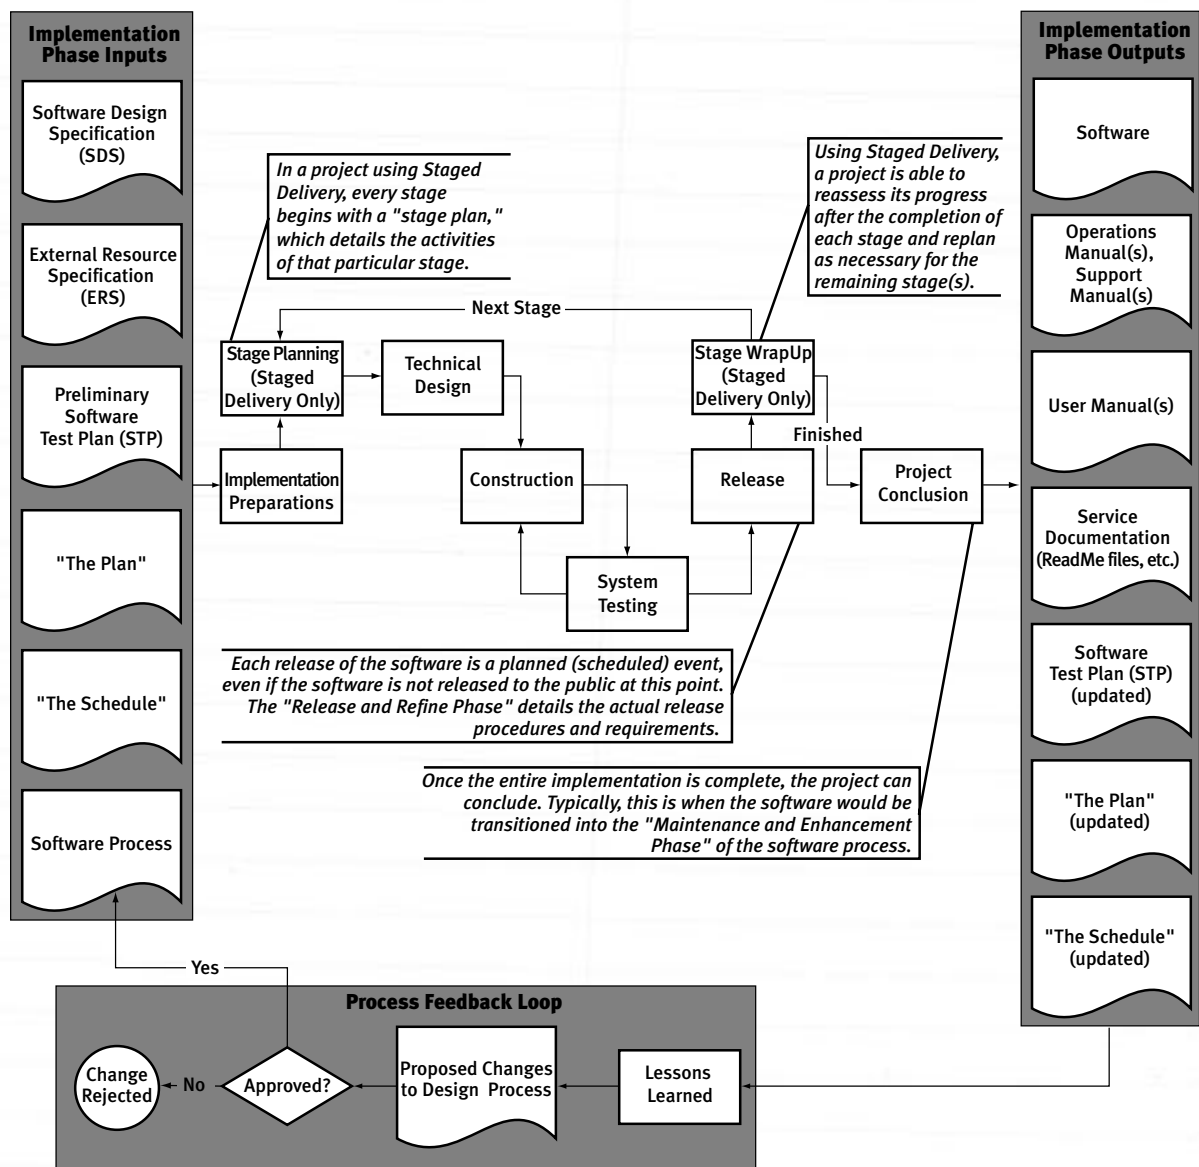 Implementation
Phase Inputs
Software Design
Specification
(SDS)
External Resource
Specification
(ERS)
Preliminary
Software
Test Plan (STP)
"The Plan"
"The Schedule"
Software Process
In a project using Staged
Delivery, every stage
begins with a "stage plan,"
which details the activities
of that particular stage.
Using Staged Delivery,
a project is able to
reassess its progress
after the completion of
each stage and replan
as necessary for the
remaining stage(s).
Next Stage
Stage Planning
(Staged
Delivery Only)
Technical
Design
Stage WrapUp
(Staged
Delivery Only)
Finished
Implementation
Preparations
Construction
Release
Project
Conclusion
System
Testing
Each release of the software is a planned (scheduled) event,
even if the software is not released to the public at this point.
The "Release and Refine Phase" details the actual release
procedures and requirements.
Once the entire implementation is complete, the project can
conclude. Typically, this is when the software would be
transitioned into the "Maintenance and Enhancement
Phase" of the software process.
Implementation
Phase Outputs
Software
Operations
Manual(s),
Support
Manual(s)
User Manual(s)
Service
Documentation
(ReadMe files, etc.)
Software
Test Plan (STP)
(updated)
"The Plan"
(updated)
"The Schedule"
(updated)
Yes
Process Feedback Loop
Change
Rejected
No
Approved?
Proposed Changes
to Design Process
Lessons
Learned